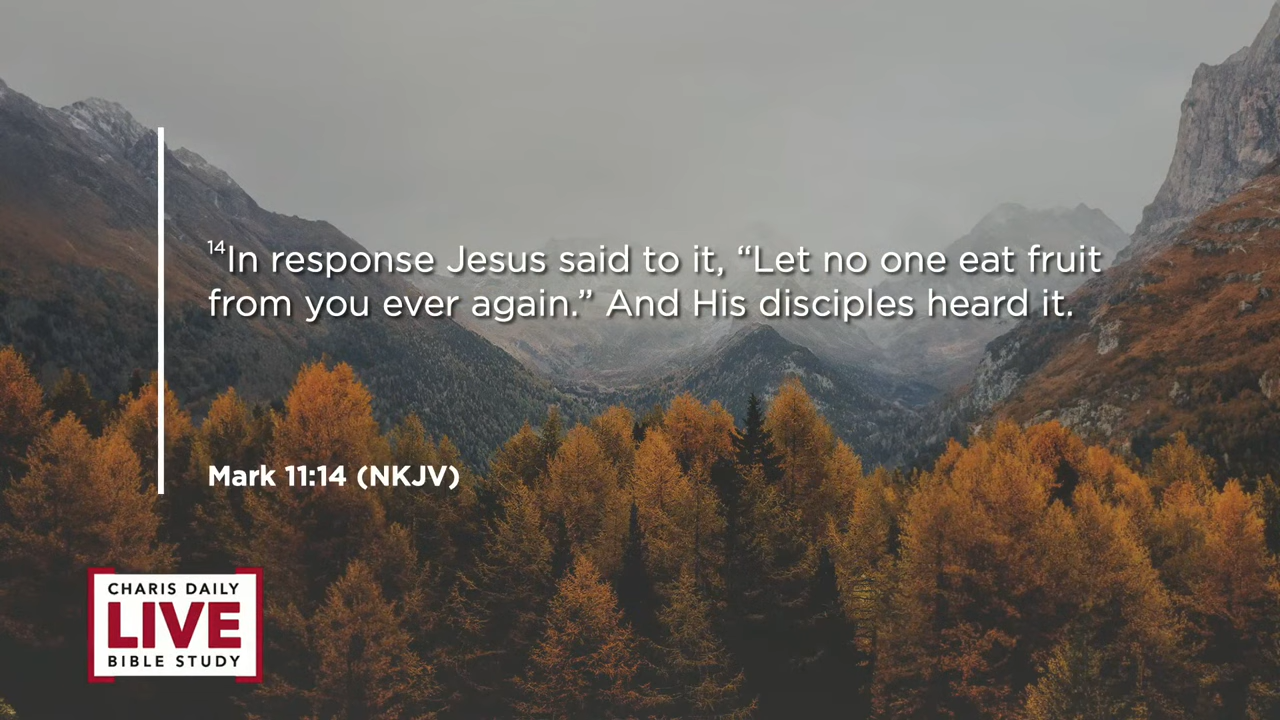 14In response Jesus said to it, “Let no one eat fruit
from you ever again.” And His disciples heard it.
Mark 11:14 (NKJV)
CHARIS DAILY
LIVE
BIBLE STUDY